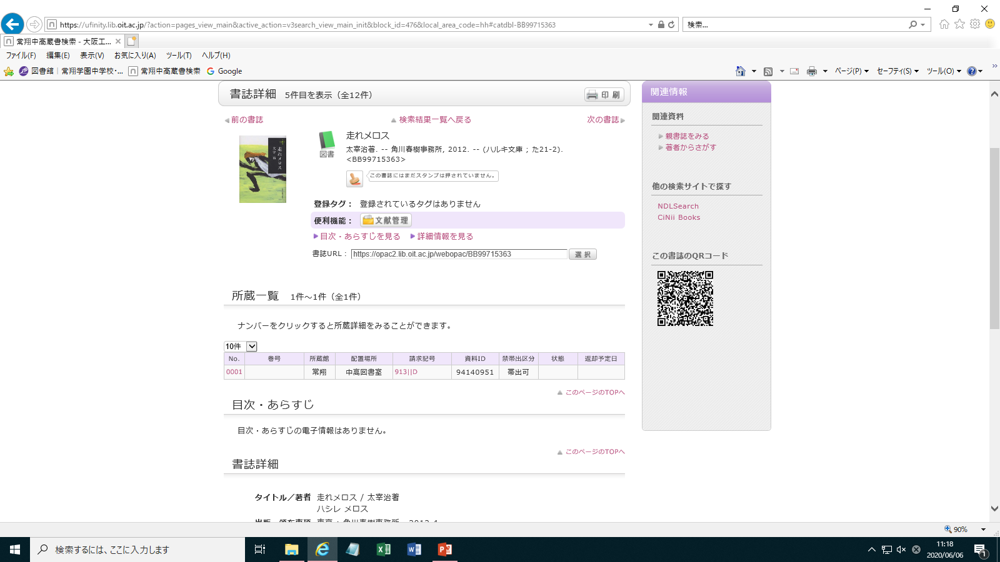 https://ufinity.lib.oit.ac.jp/?action=pages_view_main&active_action=v3search_view_main_init&block_id=476&local_area_code=hh#catdbl-BB99715363
検索...
常翔中高蔵書検索 - 大阪工...
ファイル(F) 編集(E) 表示(V) お気に入り(A) ツール(T) ヘルプ(H)
図書館｜常翔学園中学校・... 常翔中高蔵書検索 Google
ページ(P) セーフティ(S) ツール(O)
書誌詳細 5件目を表示（全12件）
印刷
前の書誌 検索結果一覧へ戻る 次の書誌
走れメロス
太宰治
図書
走れメロス
太宰治著. -- 角川春樹事務所, 2012. -- (ハルキ文庫 ; た21-2).
<BB99715363>
この書誌にはまだスタンプは押されていません。
登録タグ： 登録されているタグはありません
便利機能： 文献管理
目次・あらすじを見る 詳細情報を見る
書誌URL： https://opac2.lib.oit.ac.jp/webopac/BB99715363 選択
所蔵一覧 1件～1件（全1件）
ナンバーをクリックすると所蔵詳細をみることができます。
10件
No. 巻号 所蔵館 配置場所 請求記号 資料ID 禁帯出区分 状態 返却予定日
0001 常翔 中高図書室 913||D 94140951 帯出可
このページのTOPへ
目次・あらすじ
目次・あらすじの電子情報はありません。
このページのTOPへ
書誌詳細
タイトル／著者 走れメロス / 太宰治著
ハシレ メロス
関連情報
関連資料
親書誌をみる
著者からさがす
他の検索サイトで探す
NDLSearch
CiNii Books
この書誌のQRコード
90%
検索するには、ここに入力します
11:18
2020/06/06
1